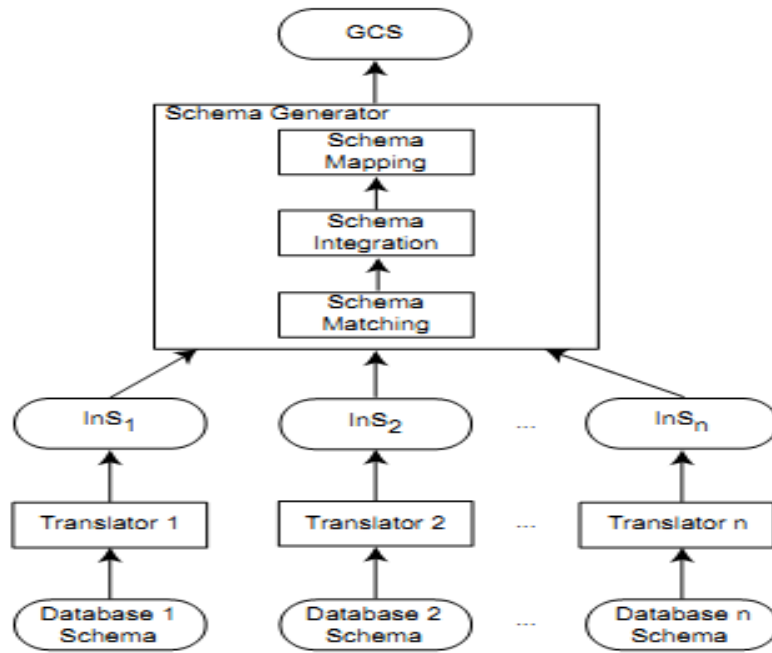 GCS
Schema Generator
Schema
Mapping
Schema
Integration
Schema
Matching
InS1
InS2
...
InSn
Translator 1
Translator 2
...
Translator n
Database 1
Schema
Database 2
Schema
...
Database n
Schema